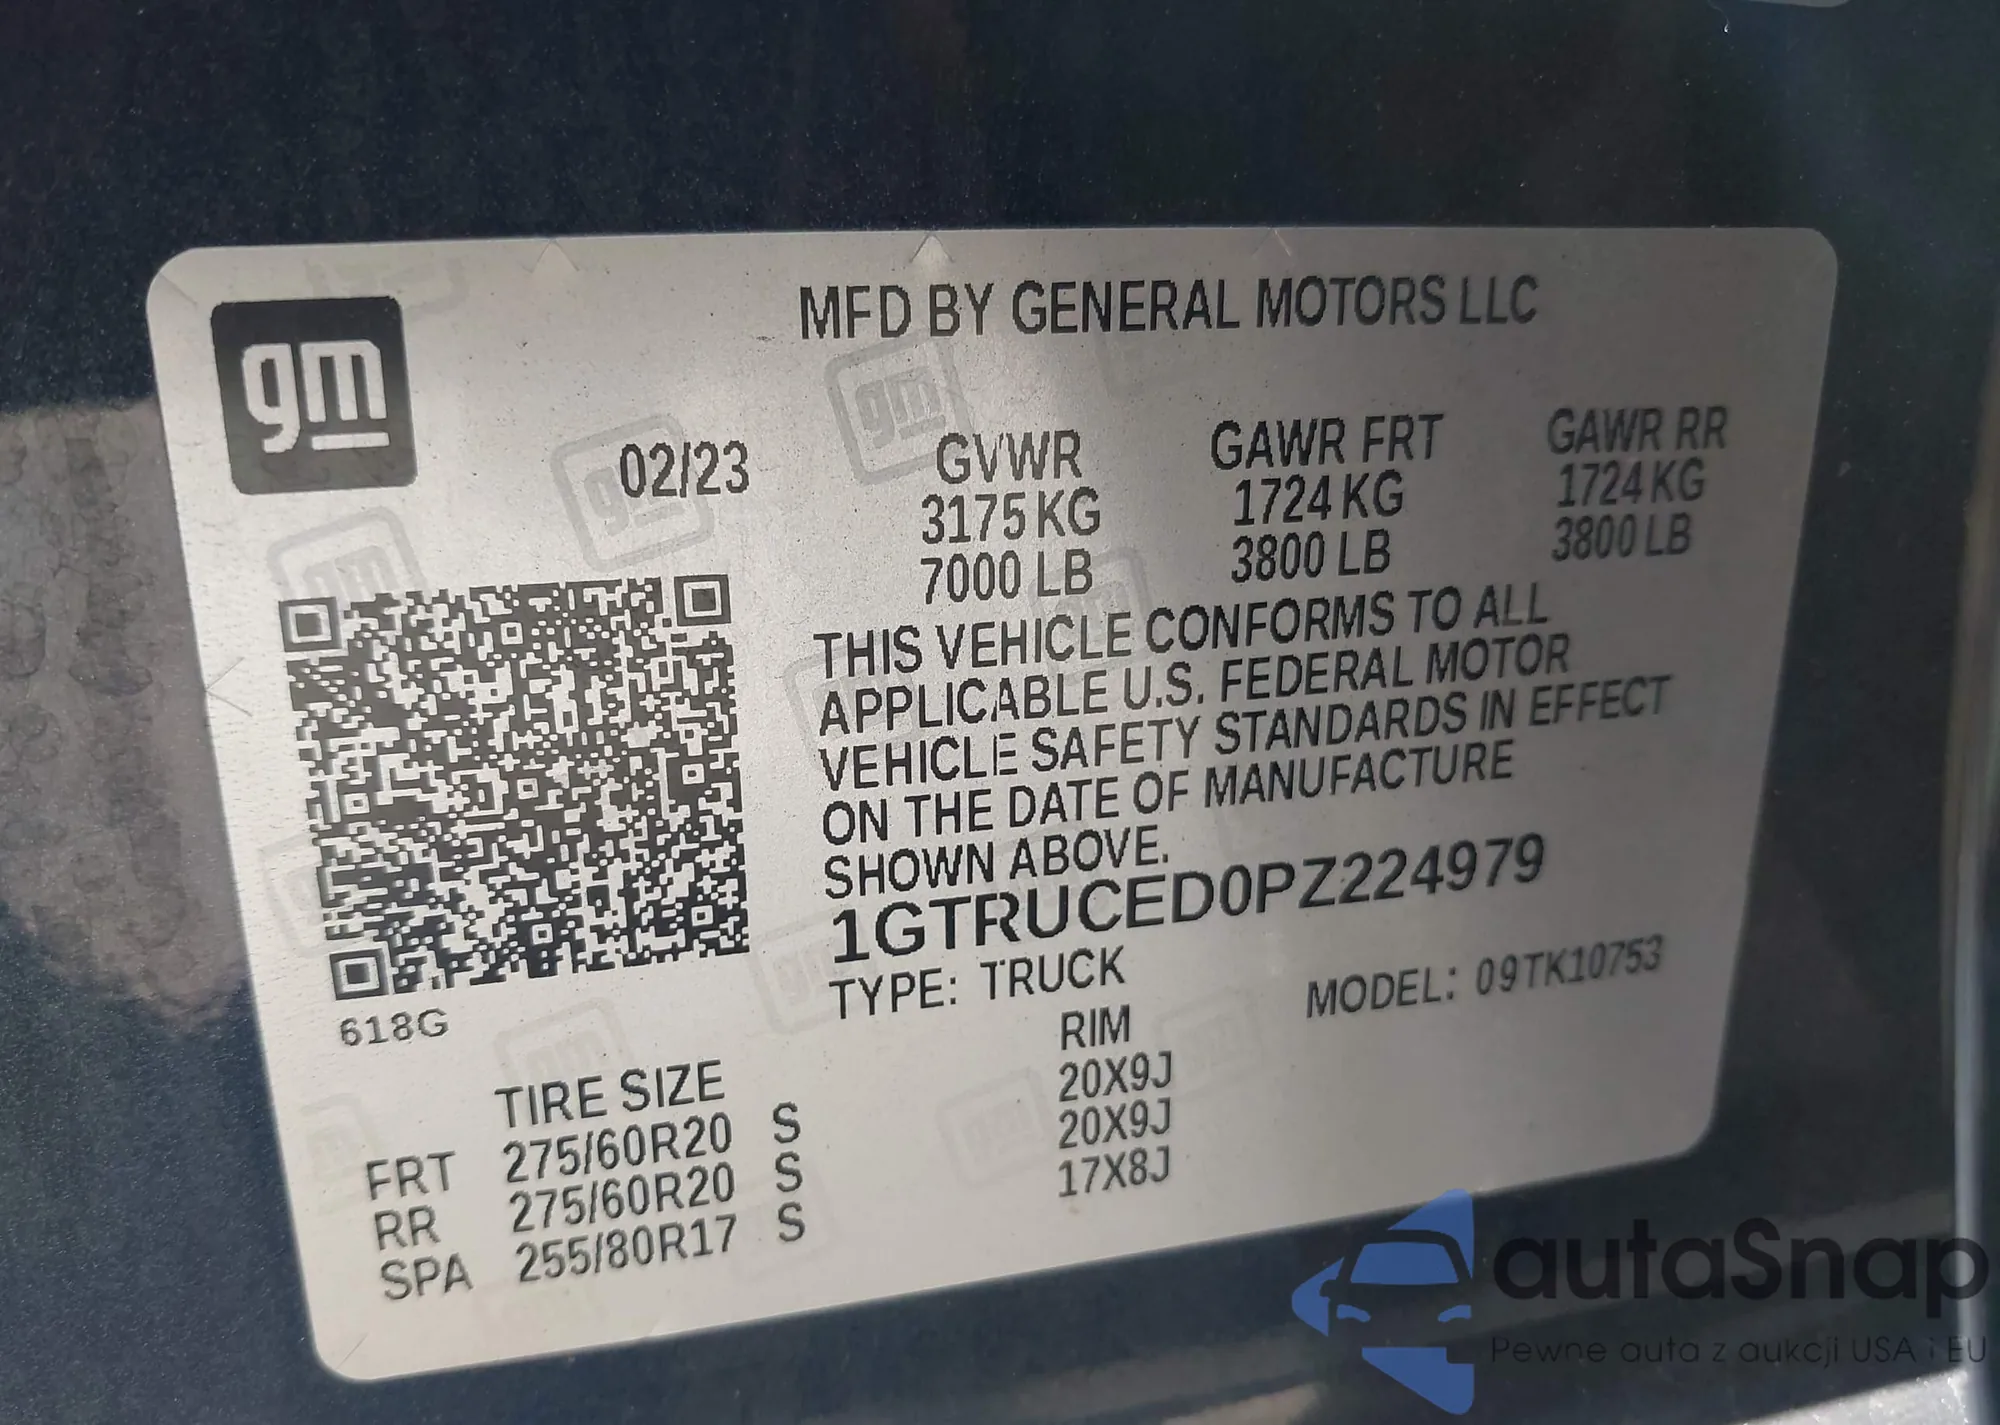 gm
MFD BY GENERAL MOTORS LLC
02/23
GVWR GAWR FRT GAWR RR
3175 KG 1724 KG 1724 KG
7000 LB 3800 LB 3800 LB
THIS VEHICLE CONFORMS TO ALL
APPLICABLE U.S. FEDERAL MOTOR
VEHICLE SAFETY STANDARDS IN EFFECT
ON THE DATE OF MANUFACTURE
SHOWN ABOVE.
1GTRUCED0PZ224979
TYPE: TRUCK MODEL: 09TK10753
618G
TIRE SIZE RIM
FRT 275/60R20 S 20X9J
RR 275/60R20 S 20X9J
SPA 255/80R17 S 17X8J
autaSnap
Pewne auta z aukcji USA i EU